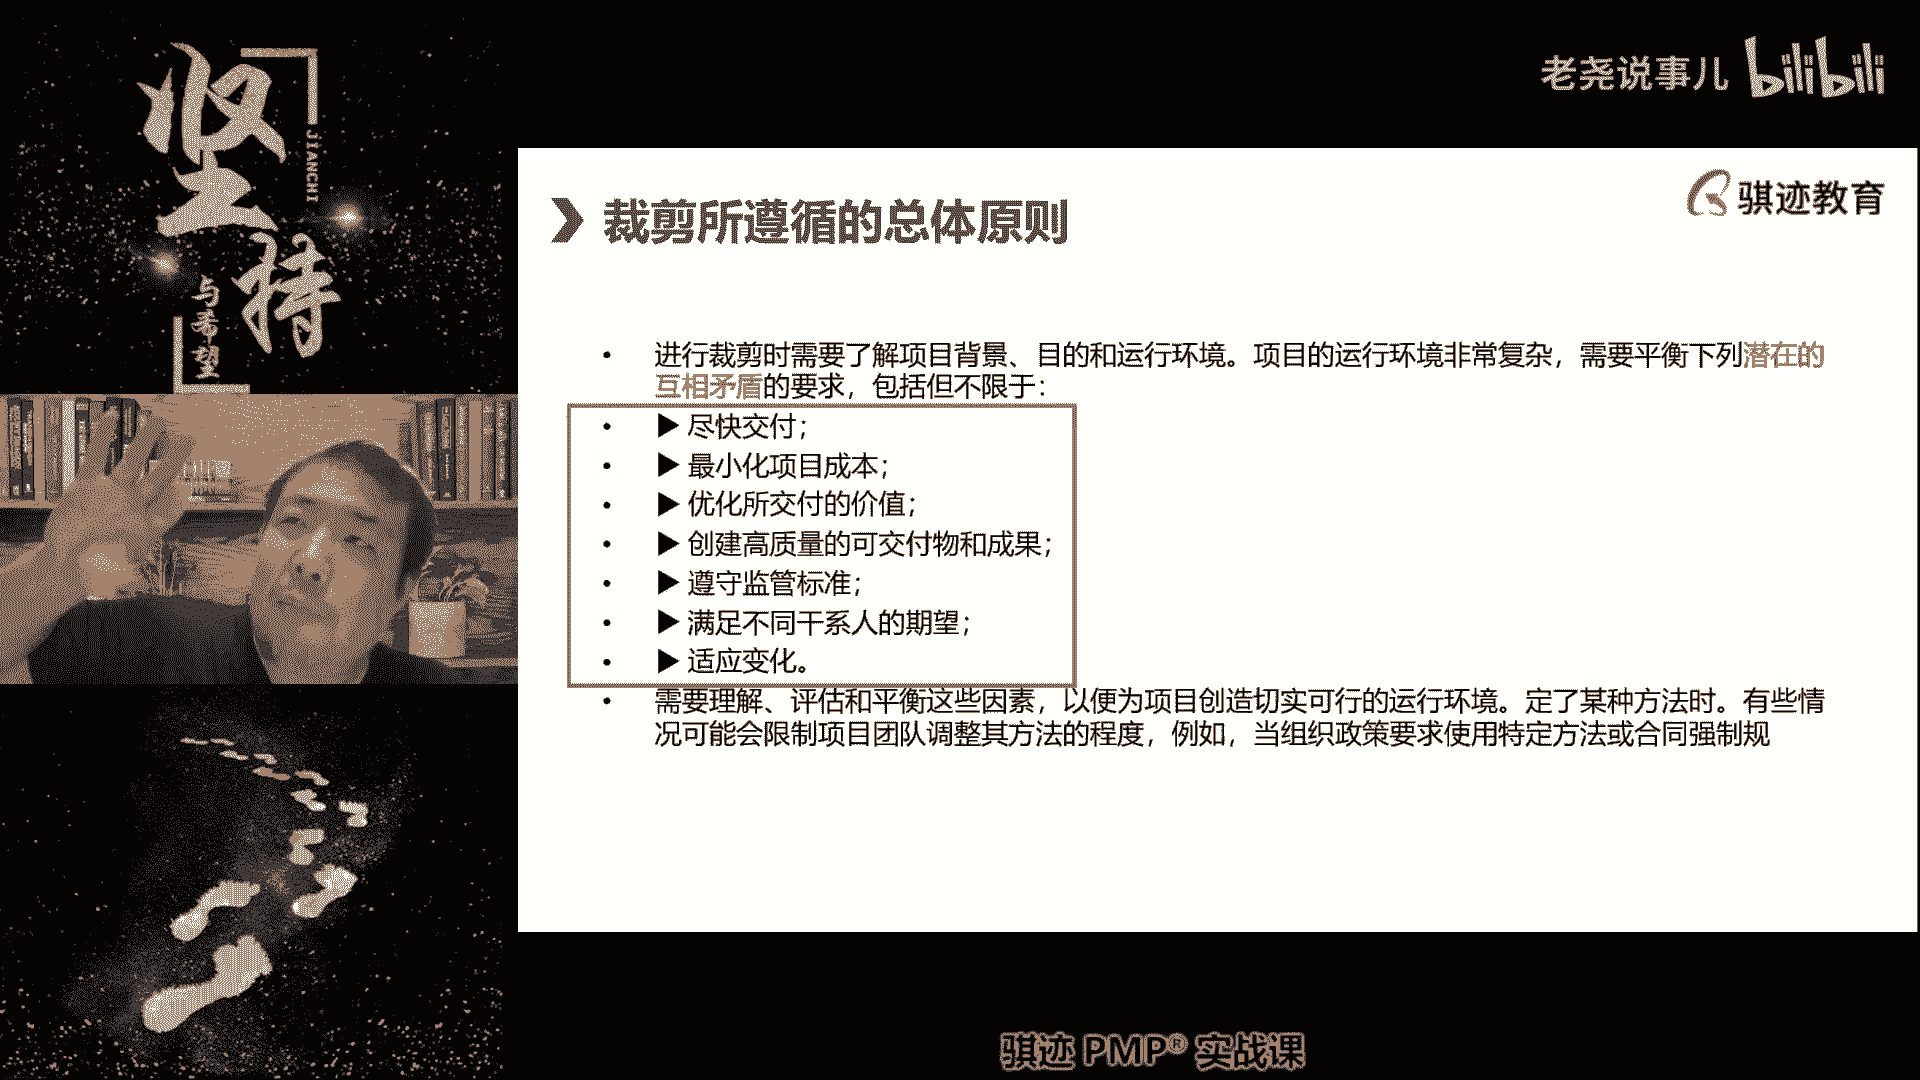 坚持
JIANCHI
与希望
老尧说事儿 bilibili
骐迹教育
裁剪所遵循的总体原则
• 进行裁剪时需要了解项目背景、目的和运行环境。项目的运行环境非常复杂，需要平衡下列潜在的
互相矛盾的要求，包括但不限于：
• ▶ 尽快交付；
• ▶ 最小化项目成本；
• ▶ 优化所交付的价值；
• ▶ 创建高质量的可交付物和成果；
• ▶ 遵守监管标准；
• ▶ 满足不同干系人的期望；
• ▶ 适应变化。
• 需要理解、评估和平衡这些因素，以便为项目创造切实可行的运行环境。定了某种方法时。有些情
况可能会限制项目团队调整其方法的程度，例如，当组织政策要求使用特定方法或合同强制规
骐迹 PMP® 实战课